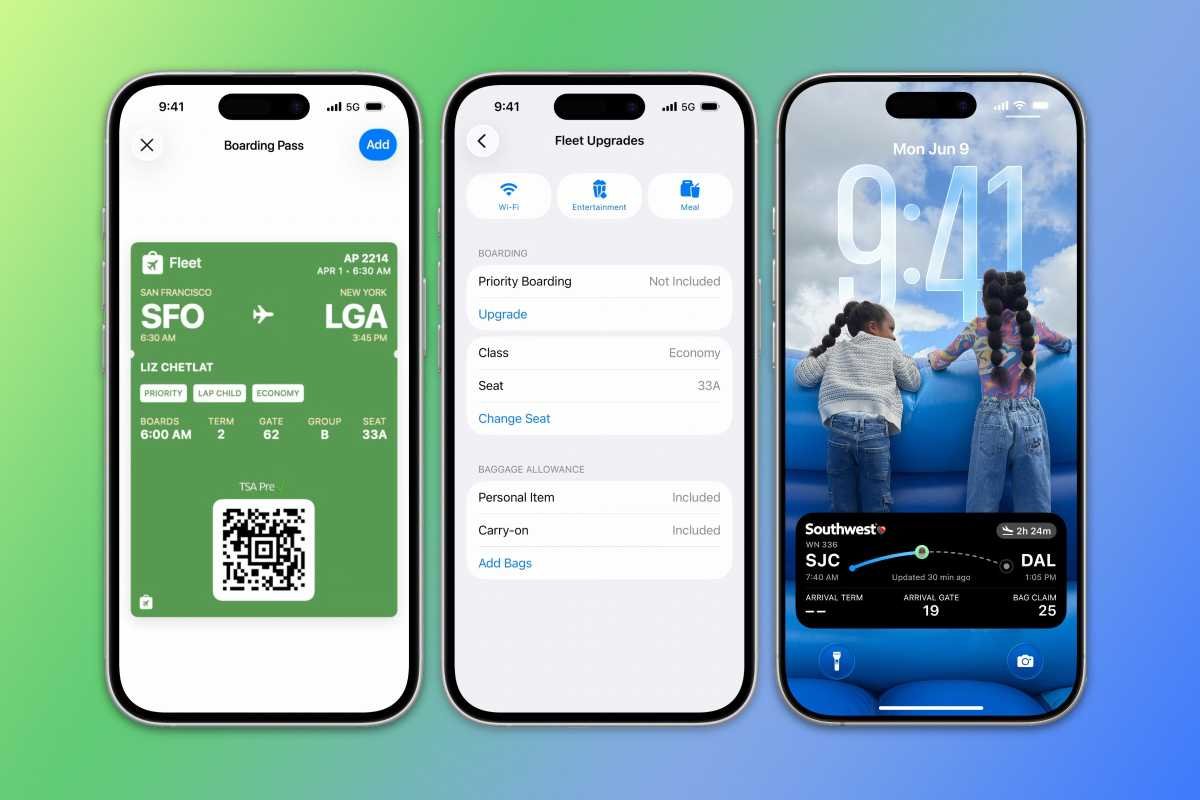 9:41
5G
Boarding Pass
Add
Fleet
AP 2214
APR 1 • 6:30 AM
SAN FRANCISCO
NEW YORK
SFO
LGA
6:30 AM
3:45 PM
LIZ CHETLAT
PRIORITY
LAP CHILD
ECONOMY
BOARDS
TERM
GATE
GROUP
SEAT
6:00 AM
2
62
B
33A
TSA Pre
9:41
5G
Fleet Upgrades
Wi-Fi
Entertainment
Meal
BOARDING
Priority Boarding
Not Included
Upgrade
Class
Economy
Seat
33A
Change Seat
BAGGAGE ALLOWANCE
Personal Item
Included
Carry-on
Included
Add Bags
Mon Jun 9
9:41
Southwest
2h 24m
WN 336
SJC
DAL
7:40 AM
Updated 30 min ago
1:05 PM
ARRIVAL TERM
ARRIVAL GATE
BAG CLAIM
––
19
25